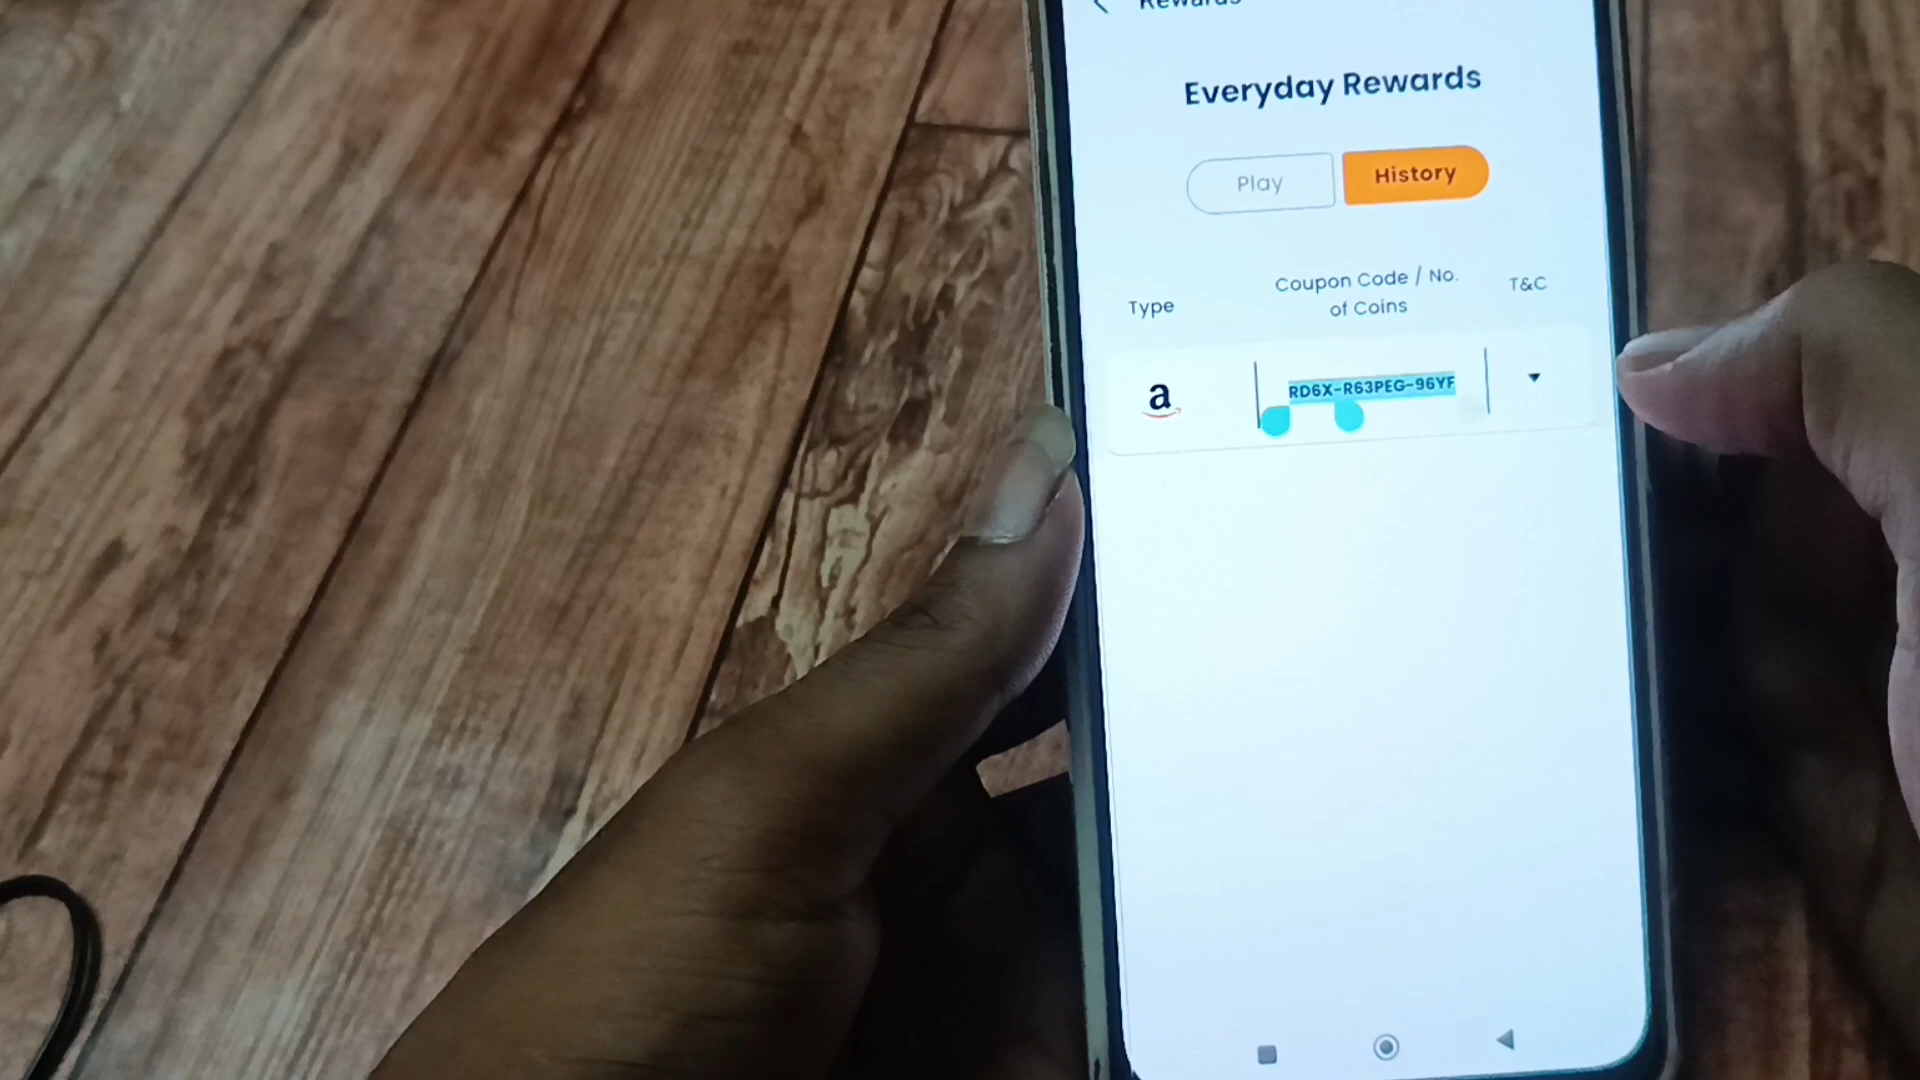 Rewards
Everyday Rewards
Play
History
Type
Coupon Code / No.
of Coins
T&C
a
RD6X-R63PEG-96YF